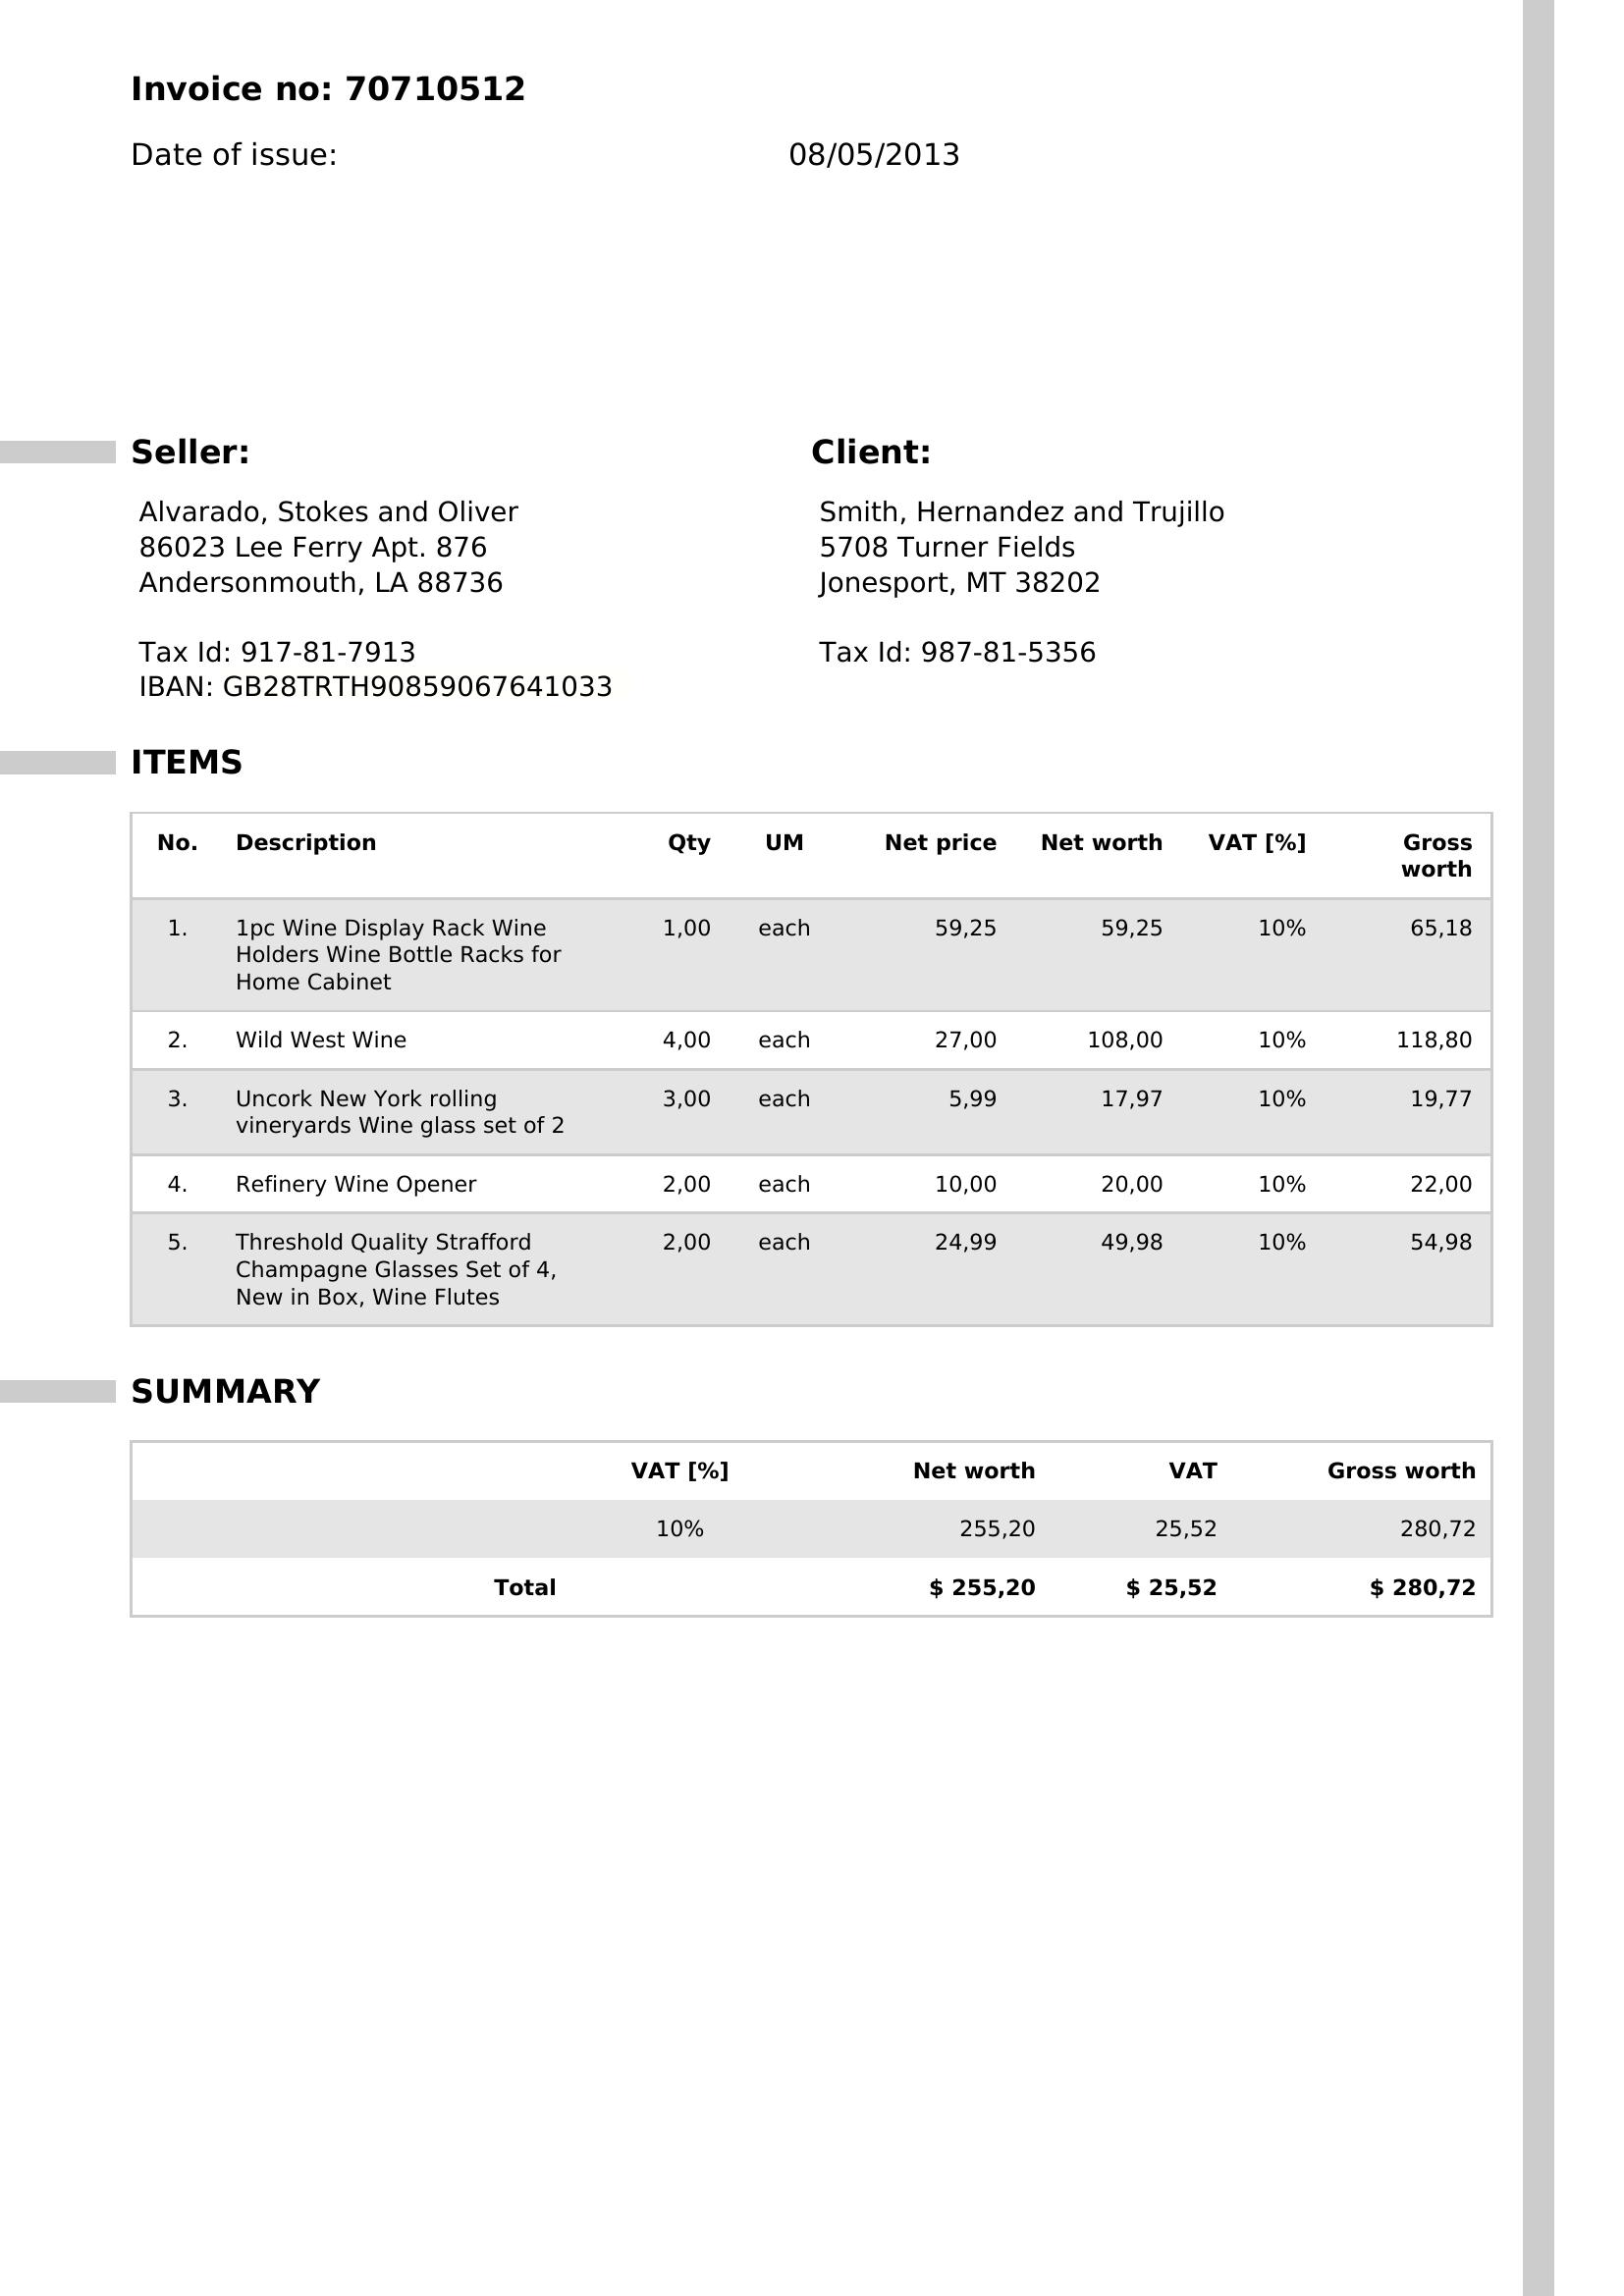 Invoice no: 70710512
Date of issue: 08/05/2013
Seller:
Alvarado, Stokes and Oliver
86023 Lee Ferry Apt. 876
Andersonmouth, LA 88736
Tax Id: 917-81-7913
IBAN: GB28TRTH90859067641033
Client:
Smith, Hernandez and Trujillo
5708 Turner Fields
Jonesport, MT 38202
Tax Id: 987-81-5356
ITEMS
No. Description Qty UM Net price Net worth VAT [%] Gross
worth
1. 1pc Wine Display Rack Wine 1,00 each 59,25 59,25 10% 65,18
Holders Wine Bottle Racks for
Home Cabinet
2. Wild West Wine 4,00 each 27,00 108,00 10% 118,80
3. Uncork New York rolling 3,00 each 5,99 17,97 10% 19,77
vineryards Wine glass set of 2
4. Refinery Wine Opener 2,00 each 10,00 20,00 10% 22,00
5. Threshold Quality Strafford 2,00 each 24,99 49,98 10% 54,98
Champagne Glasses Set of 4,
New in Box, Wine Flutes
SUMMARY
VAT [%] Net worth VAT Gross worth
10% 255,20 25,52 280,72
Total $ 255,20 $ 25,52 $ 280,72